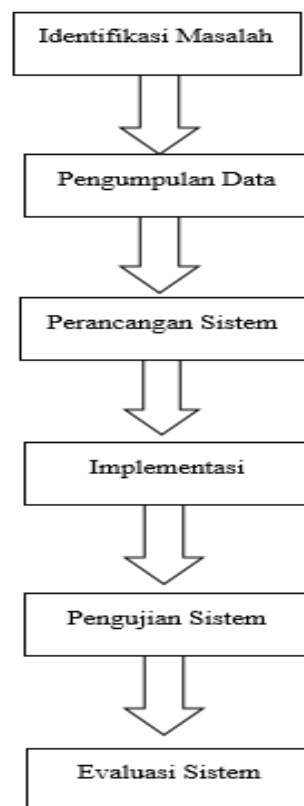 Identifikasi Masalah
Pengumpulan Data
Perancangan Sistem
Implementasi
Pengujian Sistem
Evaluasi Sistem